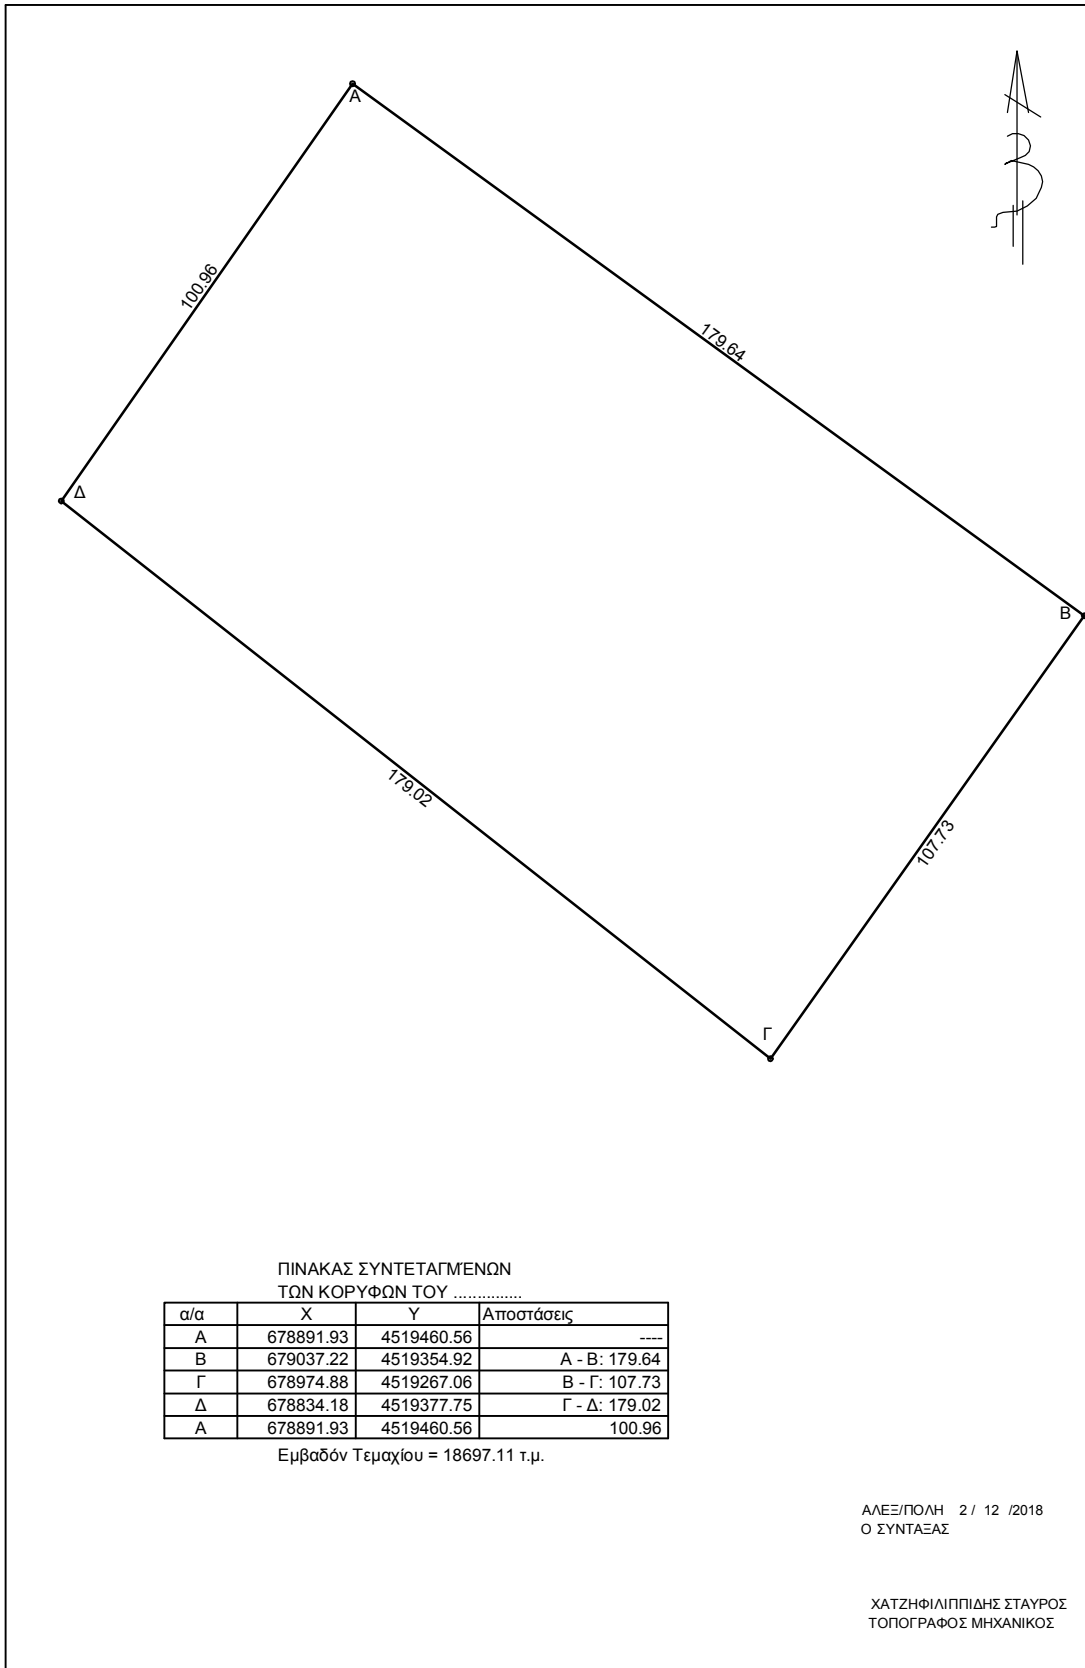 Α
100.96
179.64
Δ
Β
179.02
107.73
Γ
ΠΙΝΑΚΑΣ ΣΥΝΤΕΤΑΓΜΈΝΩΝ
ΤΩΝ ΚΟΡΥΦΩΝ ΤΟΥ ...............
α/α Χ Υ Αποστάσεις
Α 678891.93 4519460.56 ----
Β 679037.22 4519354.92 Α - Β: 179.64
Γ 678974.88 4519267.06 Β - Γ: 107.73
Δ 678834.18 4519377.75 Γ - Δ: 179.02
Α 678891.93 4519460.56 100.96
Εμβαδόν Τεμαχίου = 18697.11 τ.μ.
ΑΛΕΞ/ΠΟΛΗ 2 / 12 /2018
Ο ΣΥΝΤΑΞΑΣ
ΧΑΤΖΗΦΙΛΙΠΠΙΔΗΣ ΣΤΑΥΡΟΣ
ΤΟΠΟΓΡΑΦΟΣ ΜΗΧΑΝΙΚΟΣ